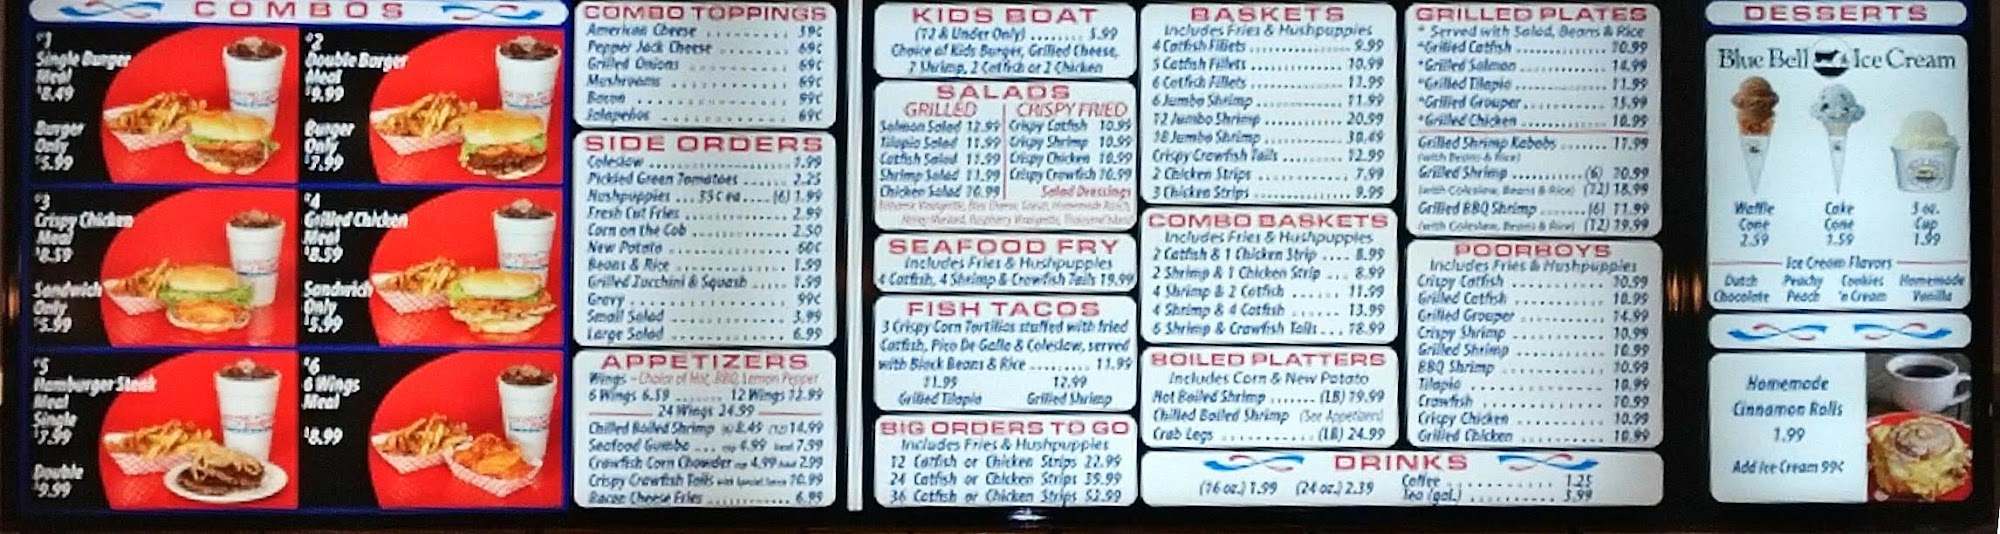 COMBOS
#1
Single Burger
Meal
$8.49
Burger
Only
$5.99
#2
Double Burger
Meal
$9.99
Burger
Only
$7.99
#3
Crispy Chicken
Meal
$8.59
Sandwich
Only
$5.99
#4
Grilled Chicken
Meal
$8.59
Sandwich
Only
$5.99
#5
Hamburger Steak
Meal
Single
$7.59
Double
$9.99
#6
6 Wings
Meal
$8.99
COMBO TOPPINGS
American Cheese
Pepper Jack Cheese 69¢
Grilled Onions 69¢
Mushrooms 69¢
Bacon 99¢
Jalapeños 69¢
SIDE ORDERS
Coleslaw 1.99
Pickled Green Tomatoes 2.25
Hushpuppies 35¢ ea (6) 1.99
Fresh Cut Fries 2.99
Corn on the Cob 2.50
New Potato 60¢
Beans & Rice 1.99
Grilled Zucchini & Squash 1.99
Gravy 99¢
Small Salad 3.99
Large Salad 6.99
APPETIZERS
Wings - Choice of Hot, BBQ, Lemon Pepper
6 Wings 6.59 12 Wings 12.99
24 Wings 24.99
Chilled Boiled Shrimp 8.49 14.99
Seafood Gumbo cup 4.99 bowl 7.99
Crawfish Corn Chowder cup 4.99 bowl
Crispy Crawfish Tails with Special Sauce 10.99
Bacon Cheese Fries 6.99
KIDS BOAT
(12 & Under Only) 5.99
Choice of Kids Burger, Grilled Cheese,
7 Shrimp, 2 Catfish or 2 Chicken
SALADS
GRILLED
Salmon Salad 12.99
Tilapia Salad 11.99
Catfish Salad 11.99
Shrimp Salad 11.99
Chicken Salad 10.99
CRISPY FRIED
Crispy Catfish 10.99
Crispy Shrimp 10.99
Crispy Chicken 10.99
Crispy Crawfish 10.99
Salad Dressings
SEAFOOD FRY
Includes Fries & Hushpuppies
4 Catfish, 4 Shrimp & Crawfish Tails 19.99
FISH TACOS
3 Crispy Corn Tortillas stuffed with fried
Catfish, Pico De Gallo & Coleslaw, served
with Black Beans & Rice 11.99
11.95 12.99
Grilled Tilapia Grilled Shrimp
BIG ORDERS TO GO
Includes Fries & Hushpuppies
12 Catfish or Chicken Strips 22.99
24 Catfish or Chicken Strips 39.99
36 Catfish or Chicken Strips 52.99
BASKETS
Includes Fries & Hushpuppies
4 Catfish Fillets 9.99
5 Catfish Fillets 10.99
6 Catfish Fillets 11.99
6 Jumbo Shrimp 11.99
12 Jumbo Shrimp 20.99
18 Jumbo Shrimp 30.49
Crispy Crawfish Tails 12.99
2 Chicken Strips 7.99
3 Chicken Strips 9.99
COMBO BASKETS
Includes Fries & Hushpuppies
2 Catfish & 1 Chicken Strip 8.99
2 Shrimp & 1 Chicken Strip 8.99
4 Shrimp & 2 Catfish 11.99
4 Shrimp & 4 Catfish 13.99
6 Shrimp & Crawfish Tails 18.99
BOILED PLATTERS
Includes Corn & New Potato
Hot Boiled Shrimp (LB) 19.99
Chilled Boiled Shrimp (See Appetizers)
Crab Legs (LB) 24.99
DRINKS
(16 oz.) 1.99 (24 oz.) 2.39
Coffee 1.25
Tea (gal.) 3.99
GRILLED PLATES
* Served with Salad, Beans & Rice
*Grilled Catfish 10.99
*Grilled Salmon 14.99
*Grilled Tilapia 11.99
*Grilled Grouper 15.99
*Grilled Chicken 10.99
Grilled Shrimp Kabobs 11.99
(with Beans & Rice)
Grilled Shrimp (6) 10.99
(with Coleslaw, Beans & Rice) (12) 18.99
Grilled BBQ Shrimp (6) 11.99
(with Coleslaw, Beans & Rice) (12) 19.99
POORBOYS
Includes Fries & Hushpuppies
Crispy Catfish 10.99
Grilled Catfish 10.99
Grilled Grouper 14.99
Crispy Shrimp 10.99
Grilled Shrimp 10.99
BBQ Shrimp 10.99
Tilapia 10.99
Crawfish 10.99
Crispy Chicken 10.99
Grilled Chicken 10.99
DESSERTS
Blue Bell Ice Cream
Waffle
Cone
2.59
Cake
Cone
1.59
3 oz.
Cup
1.99
Ice Cream Flavors
Dutch
Chocolate
Peachy
Peach
Cookies
'n Cream
Homemade
Vanilla
Homemade
Cinnamon Rolls
1.99
Add Ice Cream 99¢